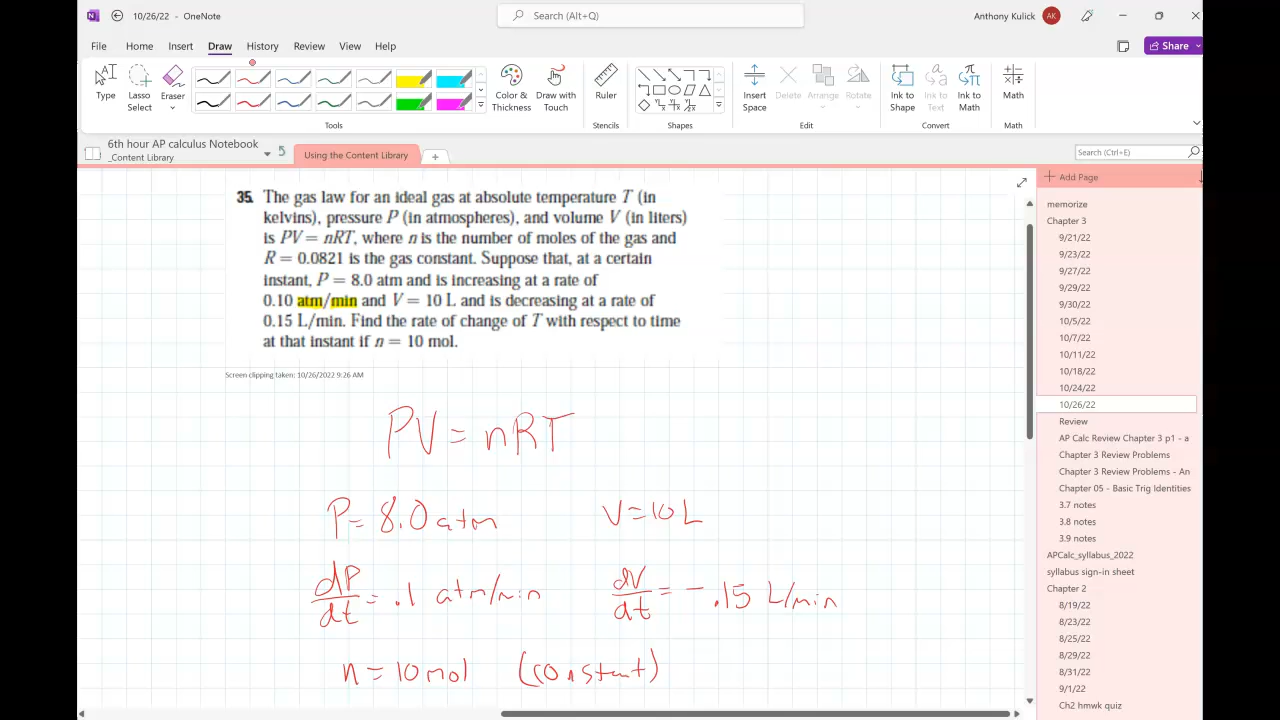 10/26/22 - OneNote
Search (Alt+Q)
Anthony Kulick
AK
File Home Insert Draw History Review View Help
Share
Type
Lasso Select
Eraser
Color & Thickness
Draw with Touch
Ruler
Shapes
Insert Space
Delete
Arrange
Rotate
Ink to Shape
Ink to Text
Ink to Math
Math
Tools
Stencils
Shapes
Edit
Convert
Math
6th hour AP calculus Notebook
_Content Library
5
Using the Content Library
+
Search (Ctrl+E)
35. The gas law for an ideal gas at absolute temperature T (in
kelvins), pressure P (in atmospheres), and volume V (in liters)
is PV = nRT, where n is the number of moles of the gas and
R = 0.0821 is the gas constant. Suppose that, at a certain
instant, P = 8.0 atm and is increasing at a rate of
0.10 atm/min and V = 10 L and is decreasing at a rate of
0.15 L/min. Find the rate of change of T with respect to time
at that instant if n = 10 mol.
Screen clipping taken: 10/26/2022 9:26 AM
PV = nRT
P = 8.0 atm V = 10 L
dP/dt = .1 atm/min dV/dt = - .15 L/min
n = 10 mol (constant)
Add Page
memorize
Chapter 3
9/21/22
9/23/22
9/27/22
9/29/22
9/30/22
10/5/22
10/7/22
10/11/22
10/18/22
10/24/22
10/26/22
Review
AP Calc Review Chapter 3 p1 - a
Chapter 3 Review Problems
Chapter 3 Review Problems - An
Chapter 05 - Basic Trig Identities
3.7 notes
3.8 notes
3.9 notes
APCalc_syllabus_2022
syllabus sign-in sheet
Chapter 2
8/19/22
8/23/22
8/25/22
8/29/22
8/31/22
9/1/22
Ch2 hmwk quiz